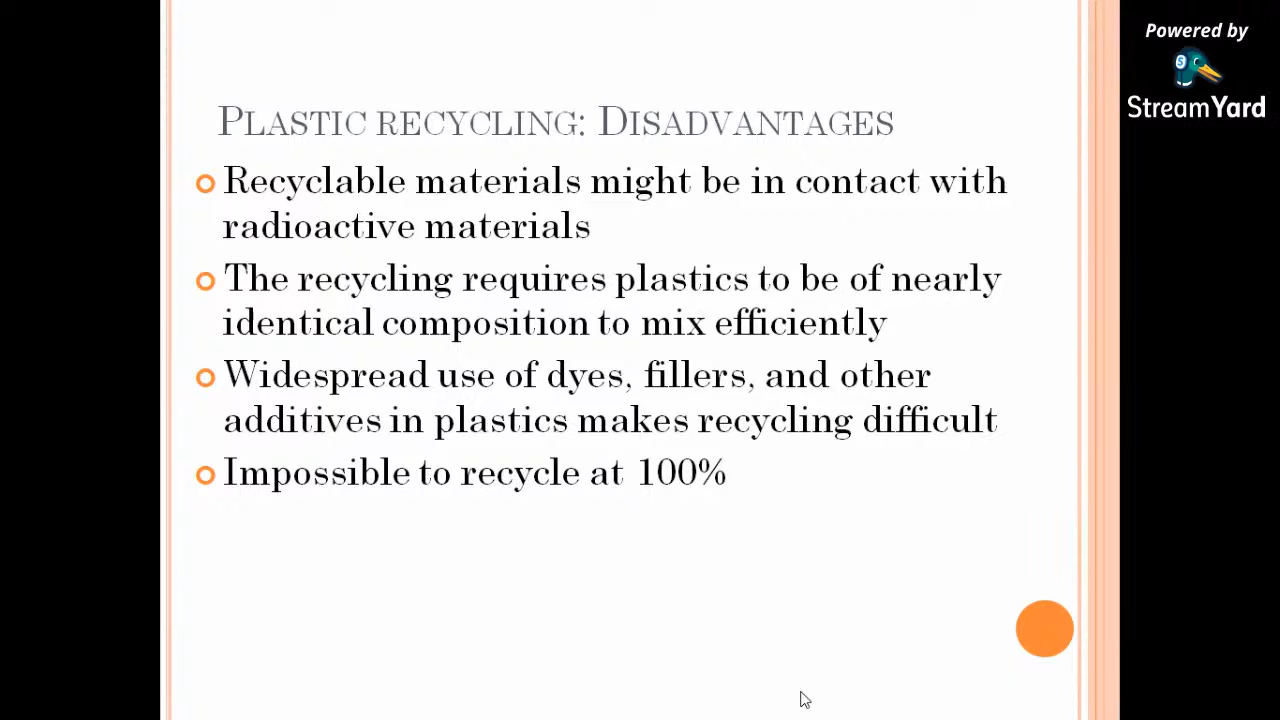 Powered by
StreamYard
PLASTIC RECYCLING: DISADVANTAGES
Recyclable materials might be in contact with
radioactive materials
The recycling requires plastics to be of nearly
identical composition to mix efficiently
Widespread use of dyes, fillers, and other
additives in plastics makes recycling difficult
Impossible to recycle at 100%